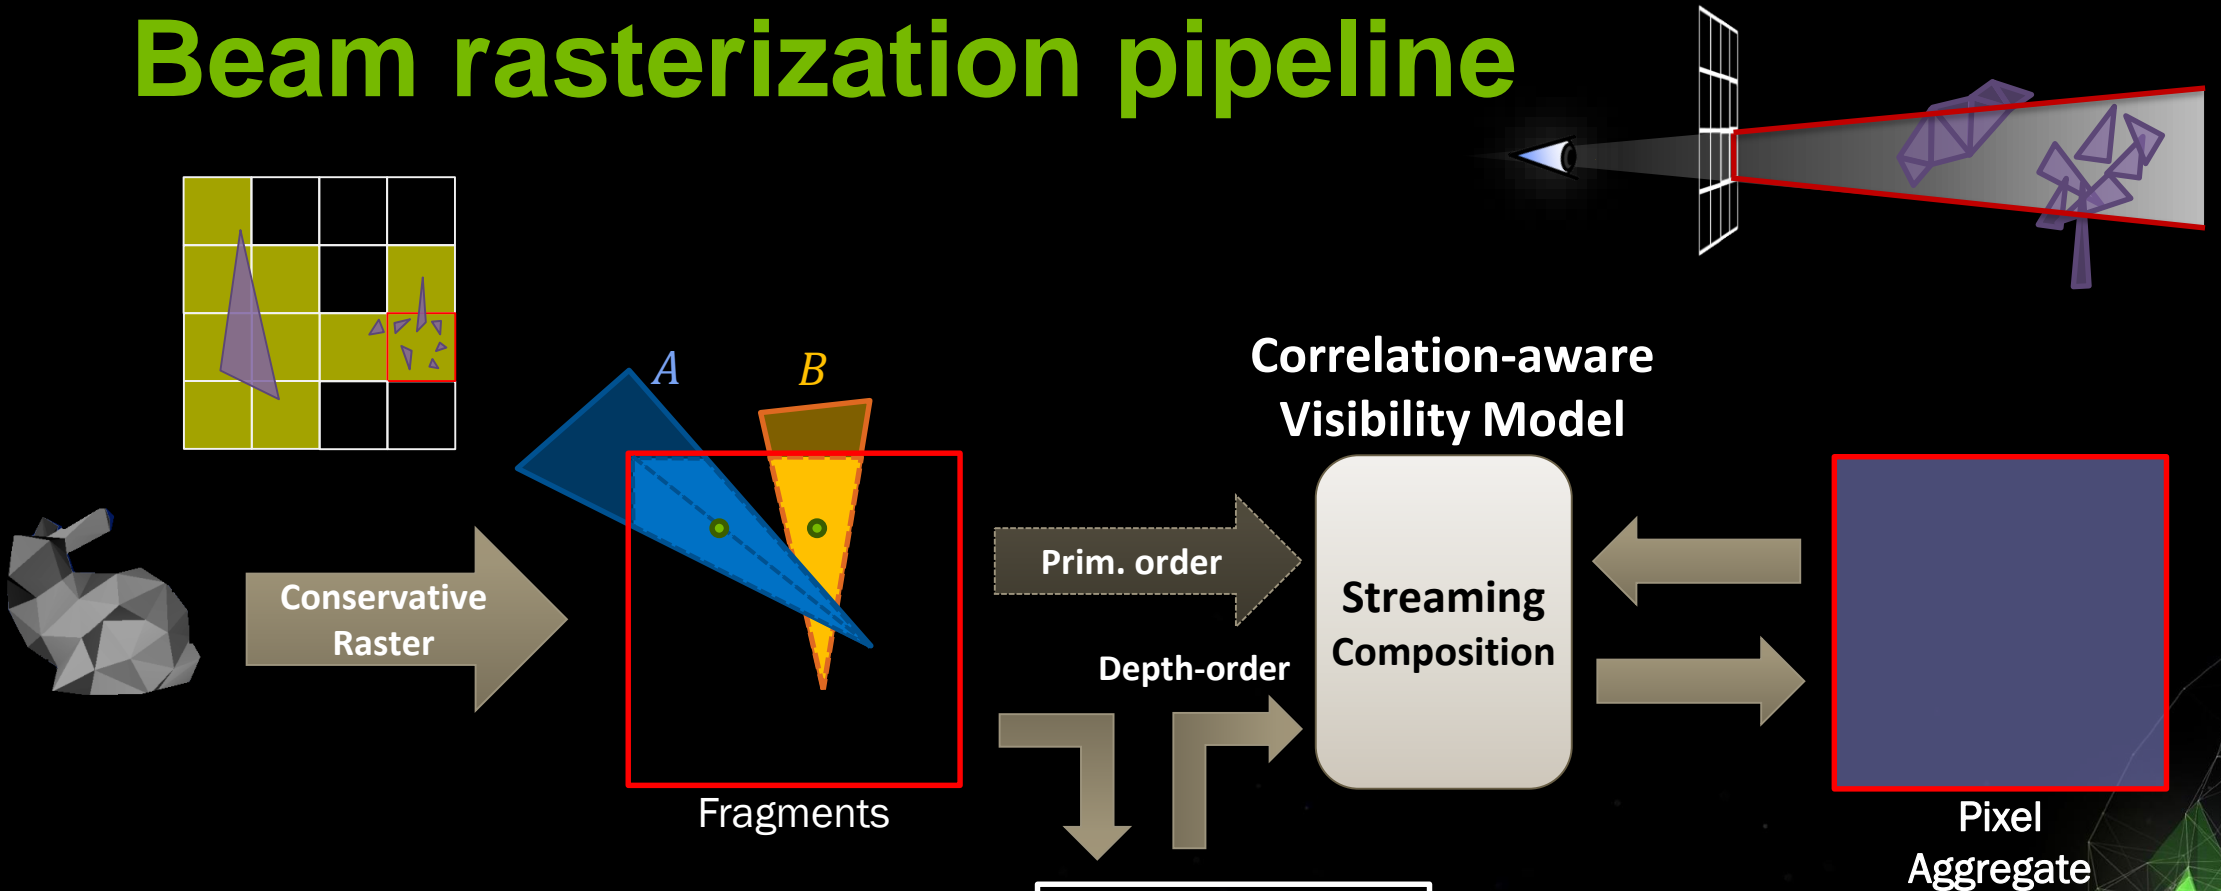 Beam rasterization pipeline
A
B
Correlation-aware
Visibility Model
Conservative
Raster
Prim. order
Streaming
Composition
Depth-order
Fragments
Pixel
Aggregate